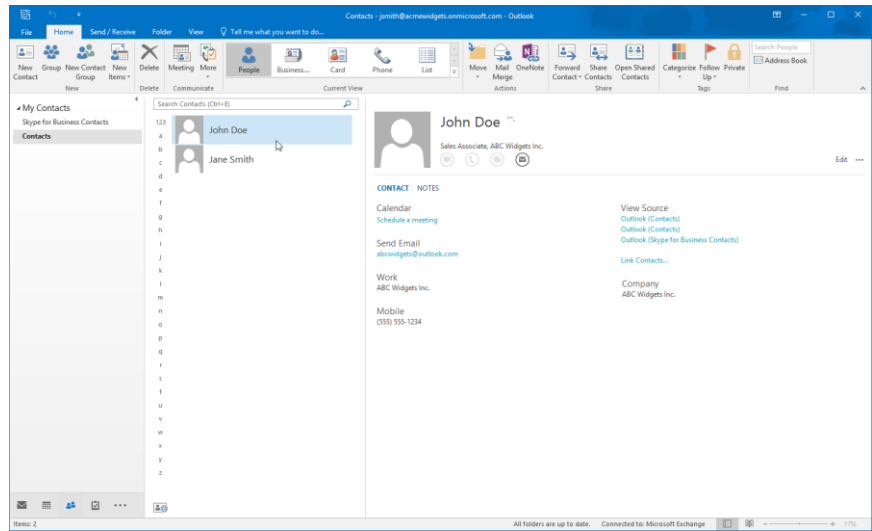 Contacts - jsmith@acmewidgets.onmicrosoft.com - Outlook
File Home Send / Receive Folder View Tell me what you want to do...
New Contact
Group
New Contact Group
New Items
Delete
Meeting
More
People
Business...
Card
Phone
List
Move
Mail Merge
OneNote
Forward Contact
Share Contacts
Open Shared Contacts
Categorize
Follow Up
Private
Search People
Address Book
New Delete Communicate Current View Actions Share Tags Find
My Contacts
Skype for Business Contacts
Contacts
Search Contacts (Ctrl+E)
123
a
b
c
d
e
f
g
h
i
j
k
l
m
n
o
p
q
r
s
t
u
v
w
x
y
z
John Doe
Jane Smith
John Doe
Sales Associate, ABC Widgets Inc.
Edit ...
CONTACT NOTES
Calendar
Schedule a meeting
Send Email
abcwidgets@outlook.com
Work
ABC Widgets Inc.
Mobile
(555) 555-1234
View Source
Outlook (Contacts)
Outlook (Contacts)
Outlook (Skype for Business Contacts)
Link Contacts...
Company
ABC Widgets Inc.
Items: 2
All folders are up to date. Connected to: Microsoft Exchange
17%